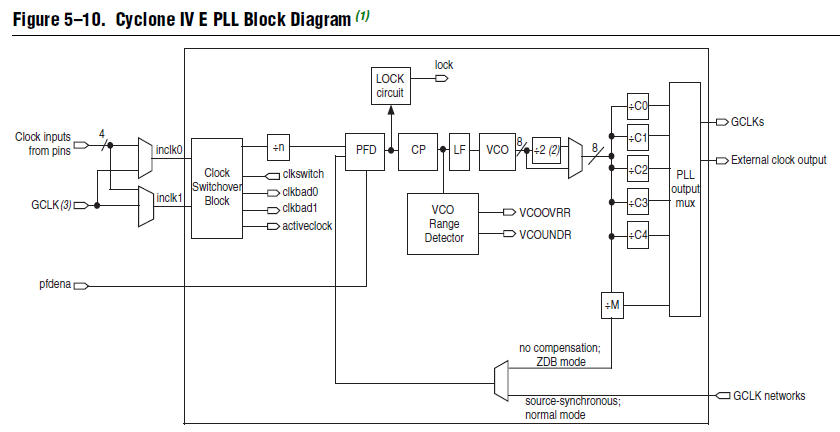 Figure 5–10. Cyclone IV E PLL Block Diagram (1)
lock
LOCK
circuit
Clock inputs
from pins
4
inclk0
÷n
PFD
CP
LF
VCO
8
÷2 (2)
8
÷C0
÷C1
÷C2
÷C3
÷C4
PLL
output
mux
GCLKs
External clock output
Clock
Switchover
Block
inclk1
GCLK (3)
clkswitch
clkbad0
clkbad1
activeclock
VCO
Range
Detector
VCOOVRR
VCOUNDR
pfdena
÷M
no compensation;
ZDB mode
source-synchronous;
normal mode
GCLK networks